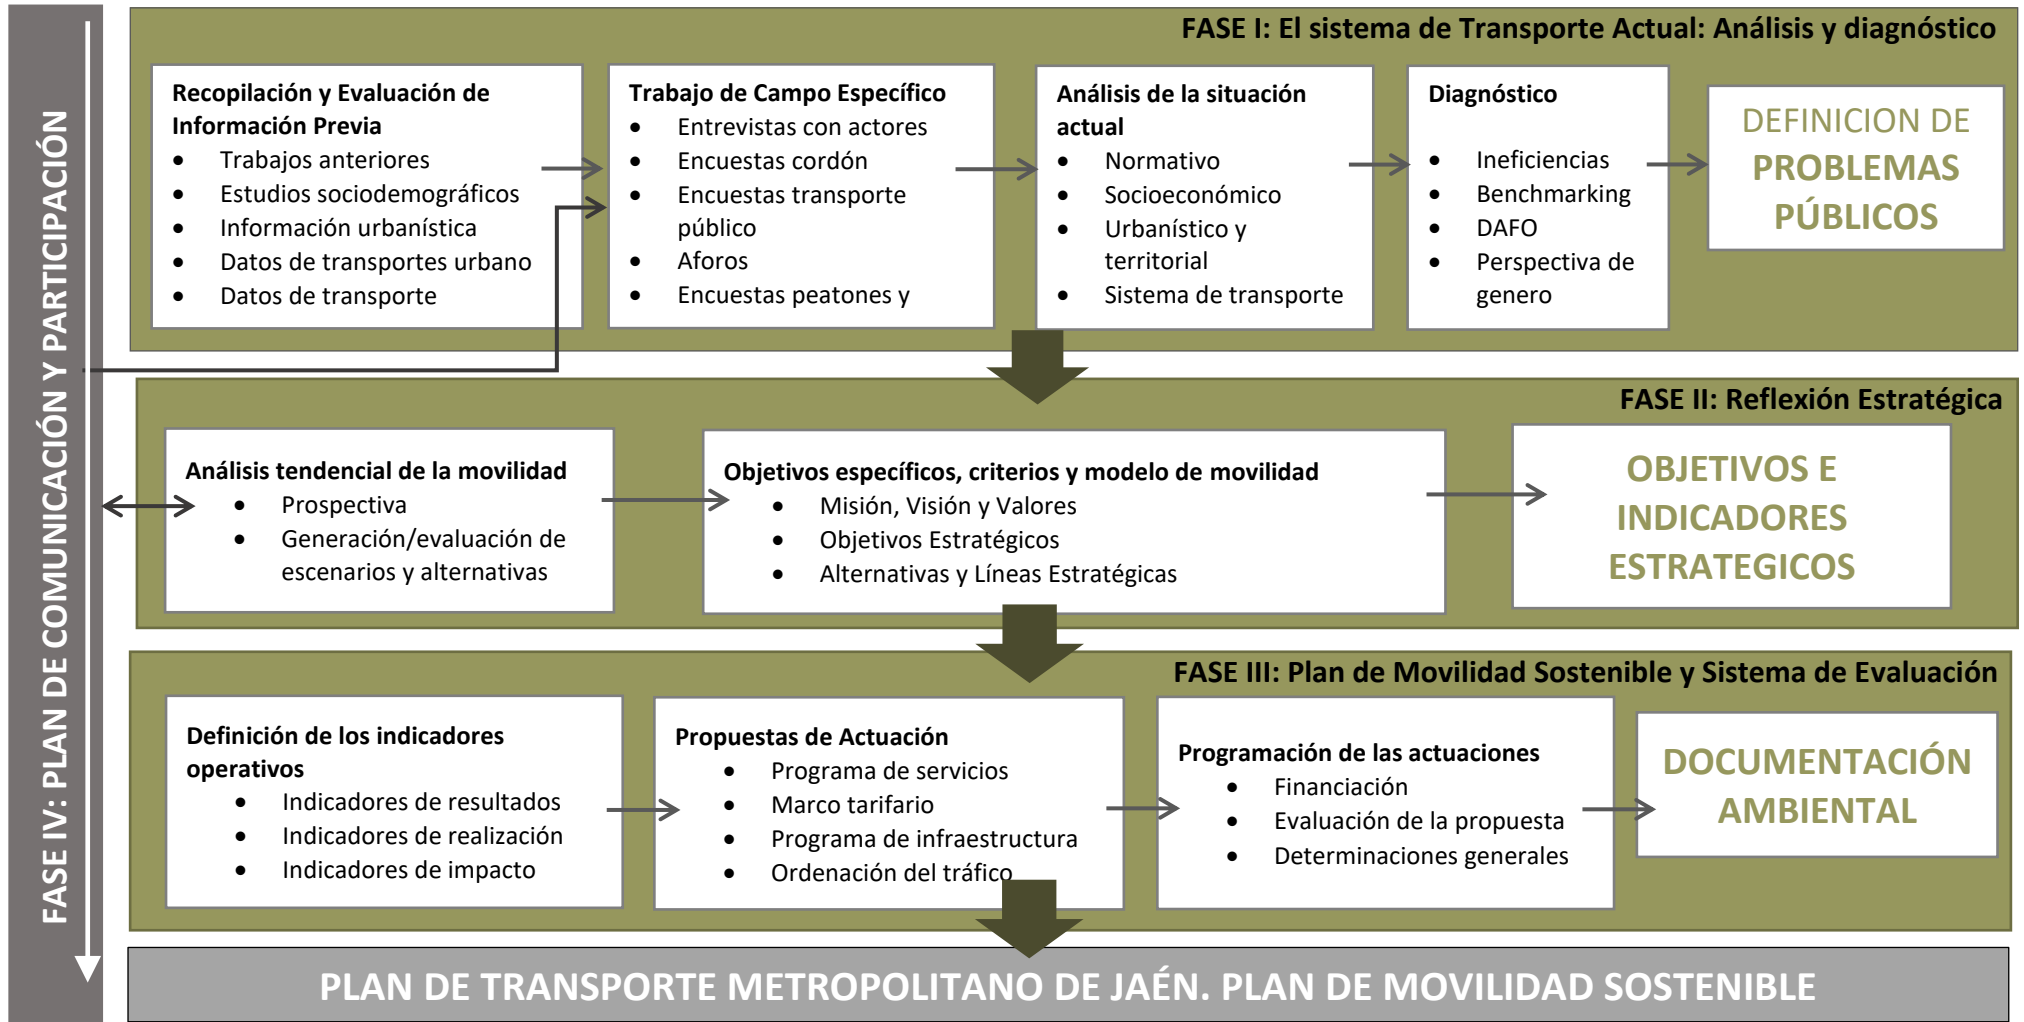 FASE IV: PLAN DE COMUNICACIÓN Y PARTICIPACIÓN
FASE I: El sistema de Transporte Actual: Análisis y diagnóstico
Recopilación y Evaluación de
Información Previa
• Trabajos anteriores
• Estudios sociodemográficos
• Información urbanística
• Datos de transportes urbano
• Datos de transporte
Trabajo de Campo Específico
• Entrevistas con actores
• Encuestas cordón
• Encuestas transporte
público
• Aforos
• Encuestas peatones y
Análisis de la situación
actual
• Normativo
• Socioeconómico
• Urbanístico y
territorial
• Sistema de transporte
Diagnóstico
• Ineficiencias
• Benchmarking
• DAFO
• Perspectiva de
genero
DEFINICION DE
PROBLEMAS
PÚBLICOS
FASE II: Reflexión Estratégica
Análisis tendencial de la movilidad
• Prospectiva
• Generación/evaluación de
escenarios y alternativas
Objetivos específicos, criterios y modelo de movilidad
• Misión, Visión y Valores
• Objetivos Estratégicos
• Alternativas y Líneas Estratégicas
OBJETIVOS E
INDICADORES
ESTRATEGICOS
FASE III: Plan de Movilidad Sostenible y Sistema de Evaluación
Definición de los indicadores
operativos
• Indicadores de resultados
• Indicadores de realización
• Indicadores de impacto
Propuestas de Actuación
• Programa de servicios
• Marco tarifario
• Programa de infraestructura
• Ordenación del tráfico
Programación de las actuaciones
• Financiación
• Evaluación de la propuesta
• Determinaciones generales
DOCUMENTACIÓN
AMBIENTAL
PLAN DE TRANSPORTE METROPOLITANO DE JAÉN. PLAN DE MOVILIDAD SOSTENIBLE